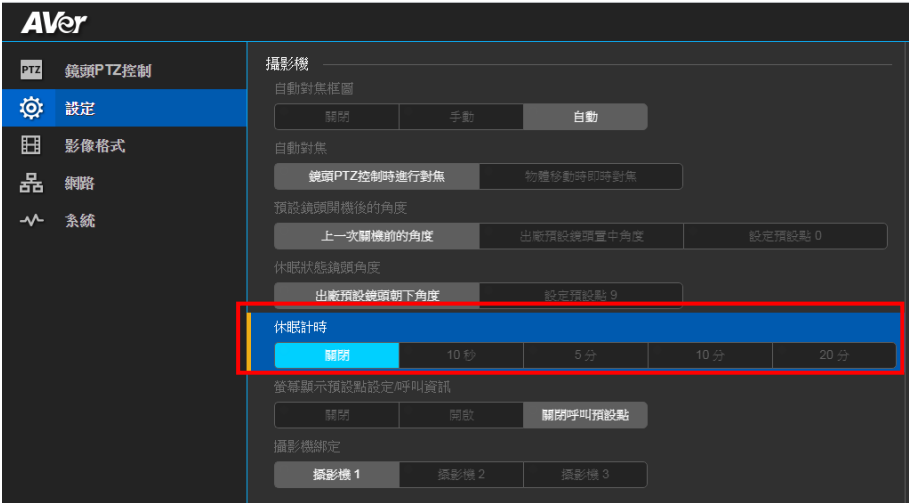 AVer
PTZ 鏡頭PTZ控制
設定
影像格式
網路
系統
攝影機
自動對焦框圖
關閉 手動 自動
自動對焦
鏡頭PTZ控制時進行對焦 物體移動時即時對焦
預設鏡頭開機後的角度
上一次關機前的角度 出廠預設鏡頭置中角度 設定預設點 0
休眠狀態鏡頭角度
出廠預設鏡頭朝下角度 設定預設點 9
休眠計時
關閉 10 秒 5 分 10 分 20 分
螢幕顯示預設點設定/呼叫資訊
關閉 開啟 關閉呼叫預設點
攝影機綁定
攝影機 1 攝影機 2 攝影機 3